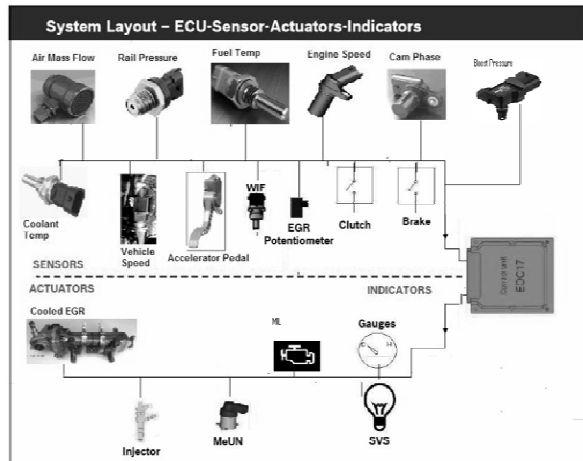 System Layout – ECU-Sensor-Actuators-Indicators
Air Mass Flow
Rail Pressure
Fuel Temp
Engine Speed
Cam Phase
Boost Pressure
Coolant
Temp
Vehicle
Speed
Accelerator Pedal
WIF
EGR
Potentiometer
Clutch
Brake
SENSORS
ACTUATORS
INDICATORS
Control unit
EDC17
Cooled EGR
MIL
Gauges
C H
Injector
MeUN
SVS